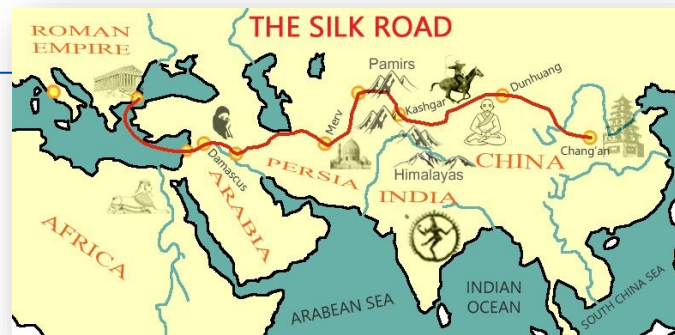 THE SILK ROAD
ROMAN
EMPIRE
Pamirs
Dunhuang
Merv
Kashgar
Chang'an
Damascus
PERSIA
Himalayas
CHINA
ARABIA
INDIA
AFRICA
ARABEAN SEA
INDIAN
OCEAN
SOUTH CHINA SEA